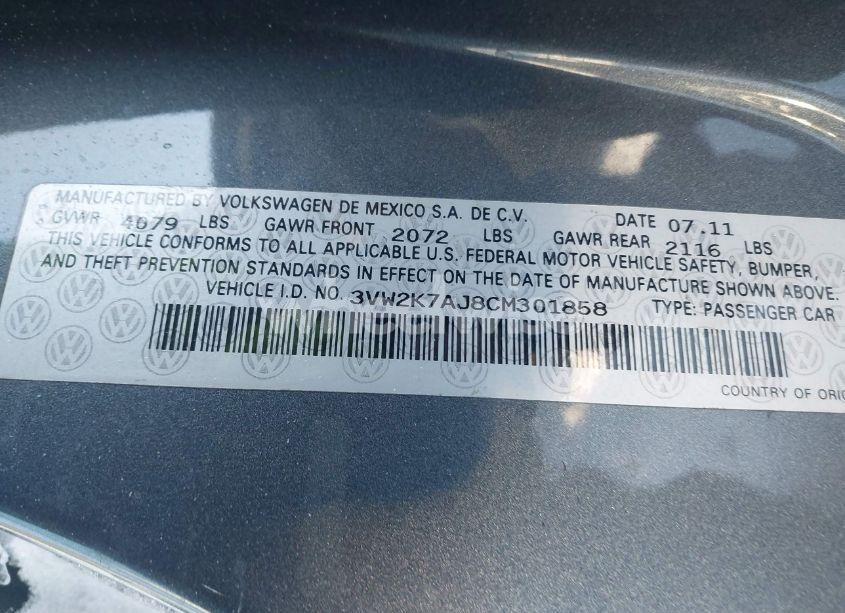 MANUFACTURED BY VOLKSWAGEN DE MEXICO S.A. DE C.V. DATE 07.11
GVWR 4079 LBS GAWR FRONT 2072 LBS GAWR REAR 2116 LBS
THIS VEHICLE CONFORMS TO ALL APPLICABLE U.S. FEDERAL MOTOR VEHICLE SAFETY, BUMPER,
AND THEFT PREVENTION STANDARDS IN EFFECT ON THE DATE OF MANUFACTURE SHOWN ABOVE.
VEHICLE I.D. NO. 3VW2K7AJ8CM301858 TYPE: PASSENGER CAR
COUNTRY OF ORIG